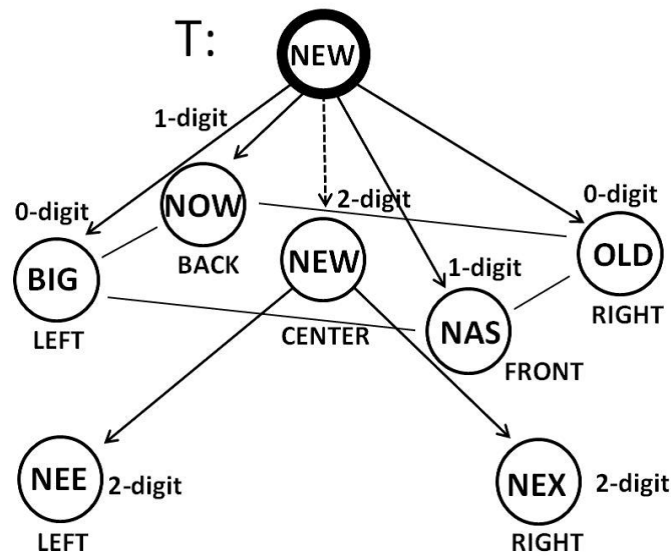 T:
NEW
1-digit
0-digit
NOW
2-digit
0-digit
BACK
BIG
NEW
1-digit
OLD
LEFT
CENTER
NAS
RIGHT
FRONT
NEE
2-digit
NEX
2-digit
LEFT
RIGHT